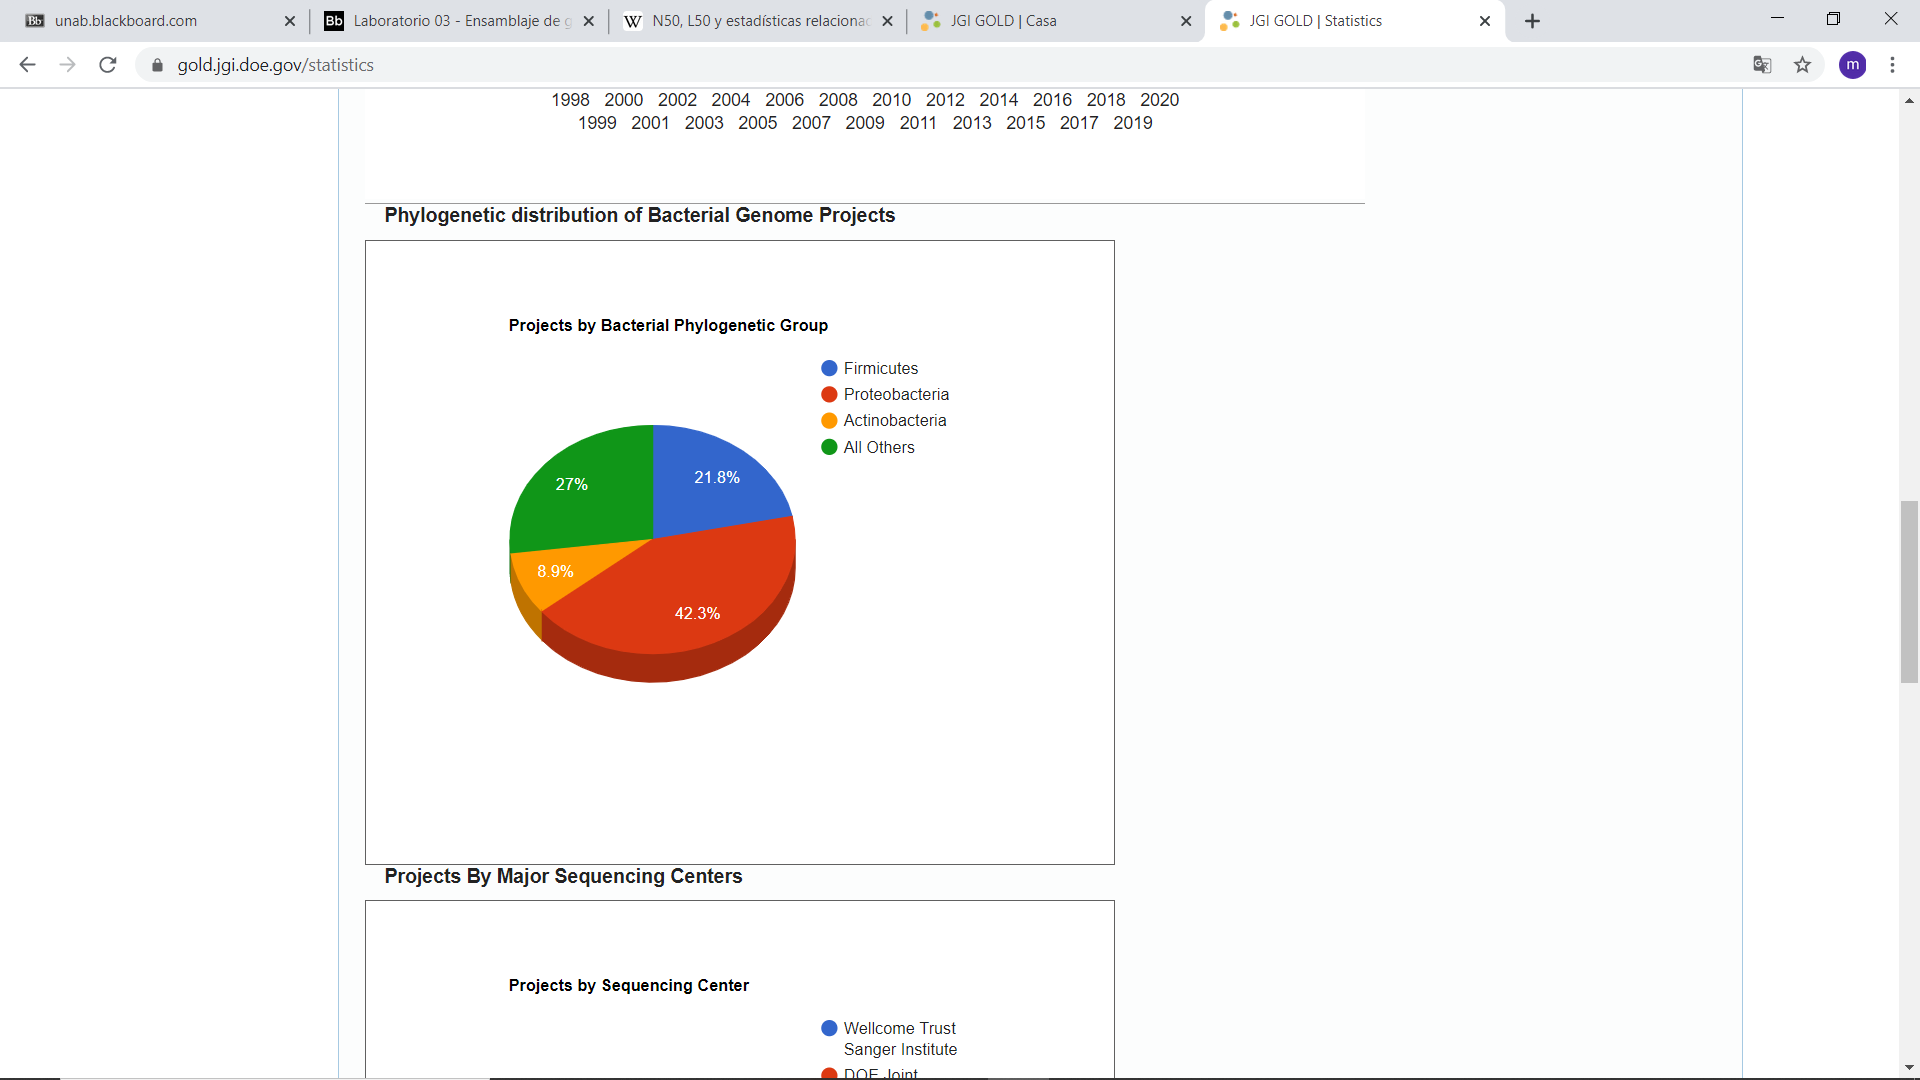 unab.blackboard.com
Laboratorio 03 - Ensamblaje de g
N50, L50 y estadísticas relaciona
JGI GOLD | Casa
JGI GOLD | Statistics
gold.jgi.doe.gov/statistics
m
1998 2000 2002 2004 2006 2008 2010 2012 2014 2016 2018 2020
1999 2001 2003 2005 2007 2009 2011 2013 2015 2017 2019
Phylogenetic distribution of Bacterial Genome Projects
Projects by Bacterial Phylogenetic Group
Firmicutes
Proteobacteria
Actinobacteria
All Others
21.8%
27%
8.9%
42.3%
Projects By Major Sequencing Centers
Projects by Sequencing Center
Wellcome Trust
Sanger Institute
DOE Joint